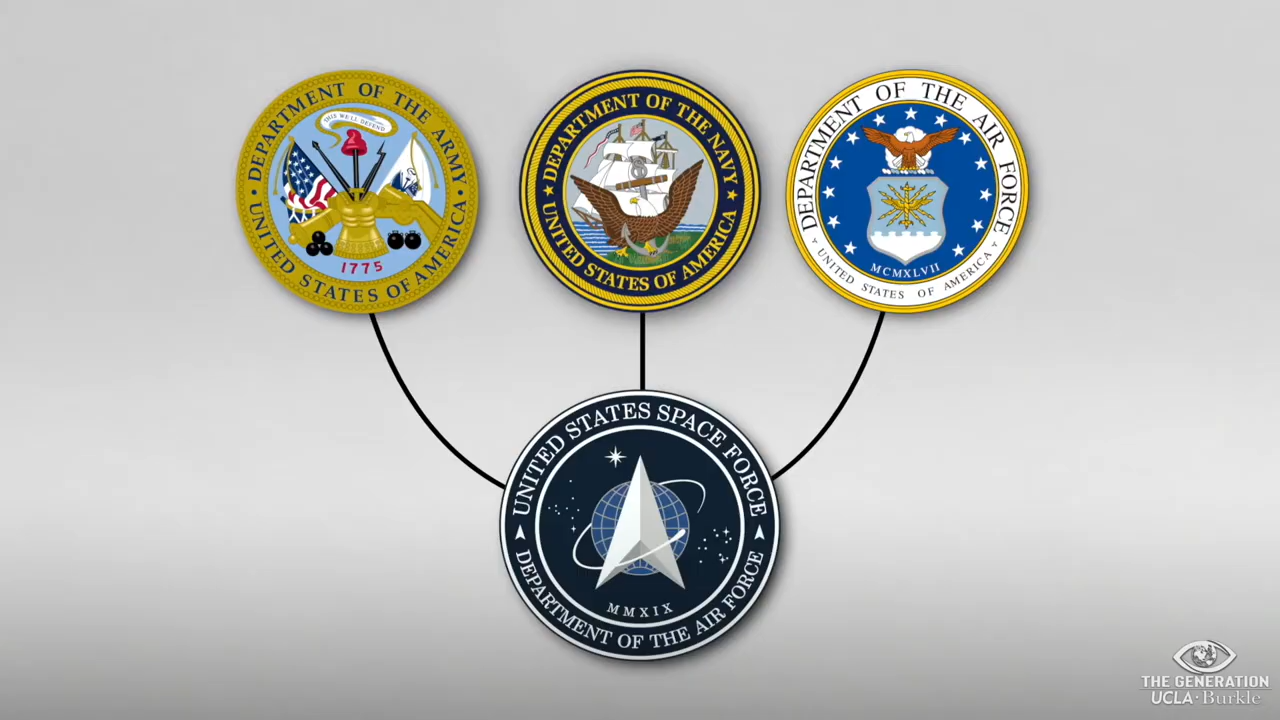 DEPARTMENT OF THE ARMY
THIS WE'LL DEFEND
1775
UNITED STATES OF AMERICA
DEPARTMENT OF THE NAVY
UNITED STATES OF AMERICA
DEPARTMENT OF THE AIR FORCE
MCMXLVII
UNITED STATES OF AMERICA
UNITED STATES SPACE FORCE
MMXIX
DEPARTMENT OF THE AIR FORCE
THE GENERATION
UCLA·Burkle